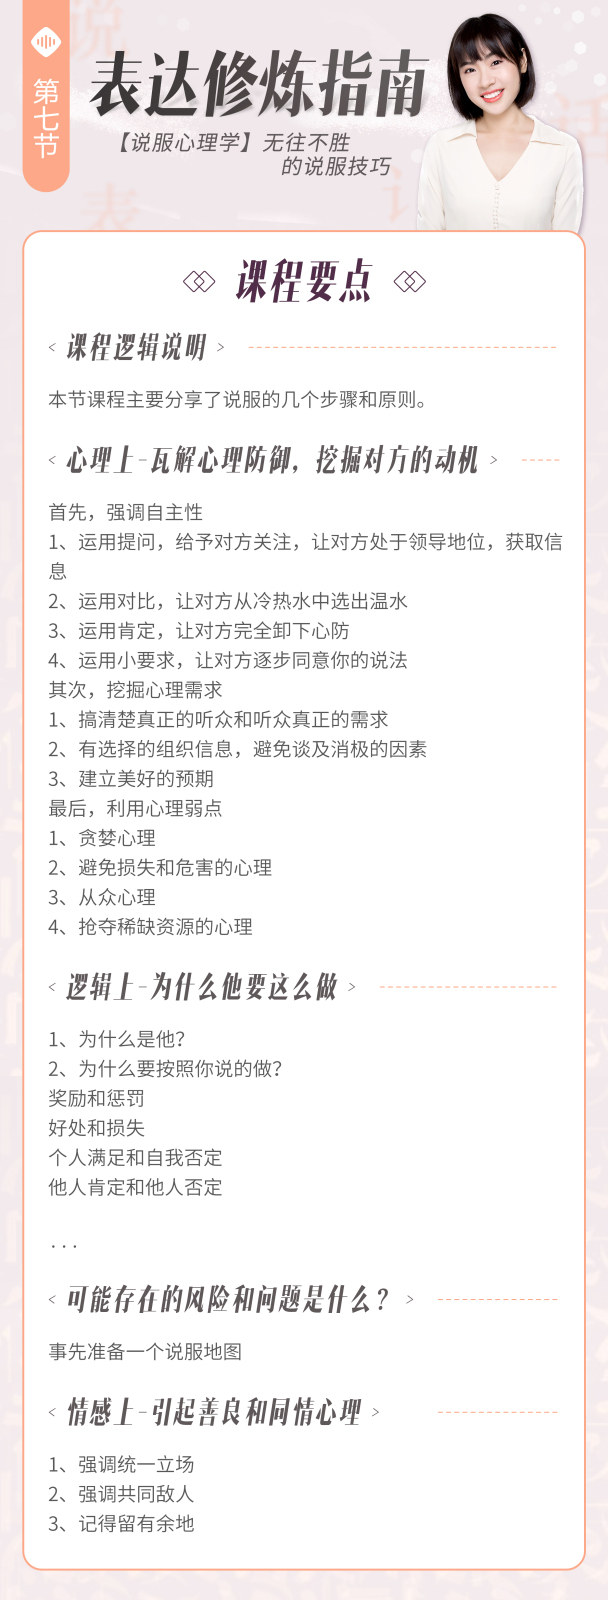 第七节
表达修炼指南
【说服心理学】无往不胜
的说服技巧
课程要点
< 课程逻辑说明 >
本节课程主要分享了说服的几个步骤和原则。
< 心理上-瓦解心理防御，挖掘对方的动机 >
首先，强调自主性
1、运用提问，给予对方关注，让对方处于领导地位，获取信
息
2、运用对比，让对方从冷热水中选出温水
3、运用肯定，让对方完全卸下心防
4、运用小要求，让对方逐步同意你的说法
其次，挖掘心理需求
1、搞清楚真正的听众和听众真正的需求
2、有选择的组织信息，避免谈及消极的因素
3、建立美好的预期
最后，利用心理弱点
1、贪婪心理
2、避免损失和危害的心理
3、从众心理
4、抢夺稀缺资源的心理
< 逻辑上-为什么他要这么做 >
1、为什么是他？
2、为什么要按照你说的做？
奖励和惩罚
好处和损失
个人满足和自我否定
他人肯定和他人否定
...
< 可能存在的风险和问题是什么？ >
事先准备一个说服地图
< 情感上-引起善良和同情心理 >
1、强调统一立场
2、强调共同敌人
3、记得留有余地